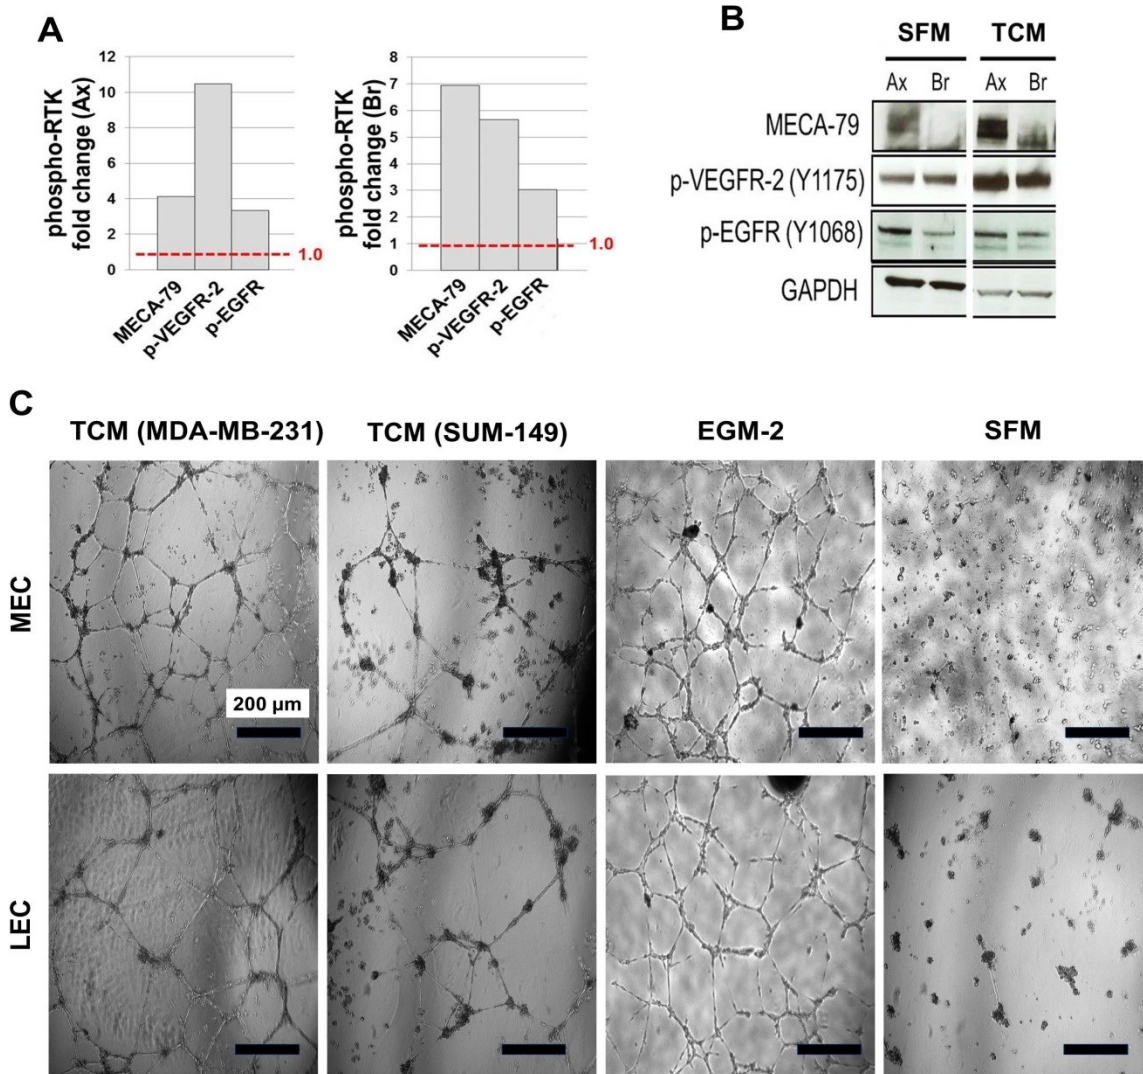 A
phospho-RTK
fold change (Ax)
12
10
8
6
4
2
0
1.0
MECA-79
p-VEGFR-2
p-EGFR
phospho-RTK
fold change (Br)
8
7
6
5
4
3
2
1
0
1.0
MECA-79
p-VEGFR-2
p-EGFR
B
SFM TCM
Ax Br Ax Br
MECA-79
p-VEGFR-2 (Y1175)
p-EGFR (Y1068)
GAPDH
C
TCM (MDA-MB-231) TCM (SUM-149) EGM-2 SFM
MEC
200 μm
LEC